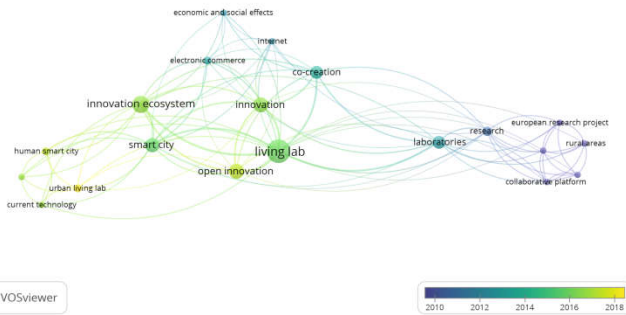 economic and social effects
internet
electronic commerce
co-creation
innovation ecosystem
innovation
european research project
research
laboratories
rural areas
smart city
human smart city
living lab
open innovation
collaborative platform
urban living lab
current technology
VOSviewer
2010 2012 2014 2016 2018